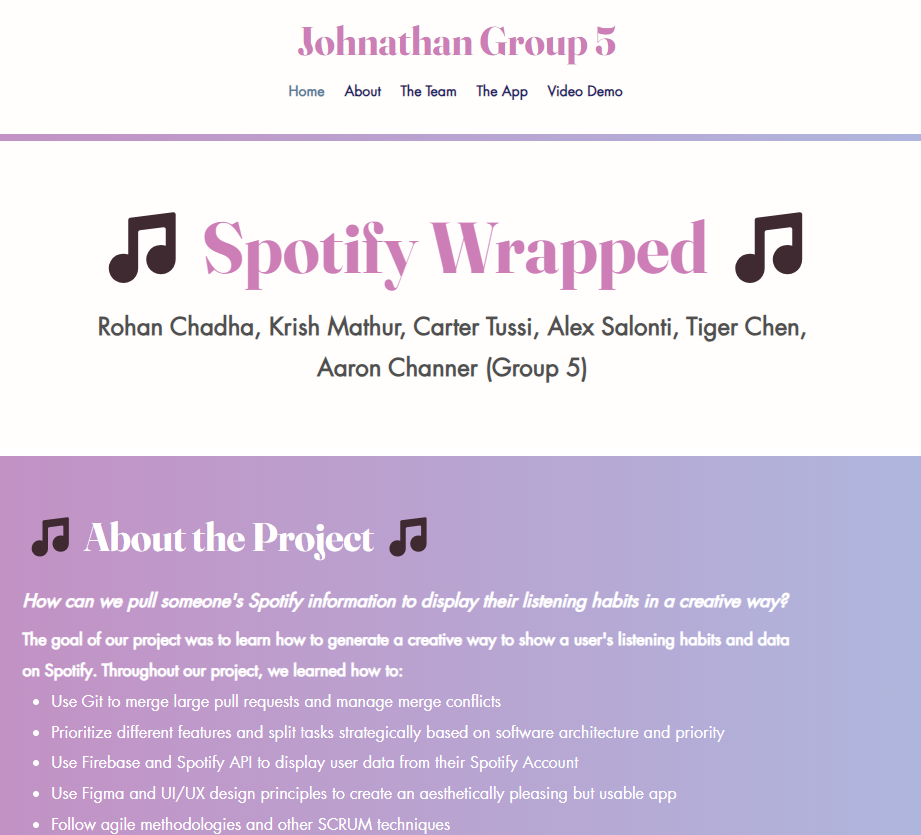 Johnathan Group 5
Home About The Team The App Video Demo
Spotify Wrapped
Rohan Chadha, Krish Mathur, Carter Tussi, Alex Salonti, Tiger Chen,
Aaron Channer (Group 5)
About the Project
How can we pull someone's Spotify information to display their listening habits in a creative way?
The goal of our project was to learn how to generate a creative way to show a user's listening habits and data
on Spotify. Throughout our project, we learned how to:
• Use Git to merge large pull requests and manage merge conflicts
• Prioritize different features and split tasks strategically based on software architecture and priority
• Use Firebase and Spotify API to display user data from their Spotify Account
• Use Figma and UI/UX design principles to create an aesthetically pleasing but usable app
• Follow agile methodologies and other SCRUM techniques